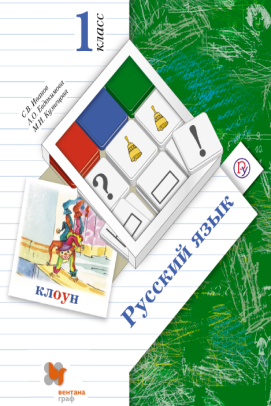 1 класс
С.В. Иванов
А.О. Евдокимова
М.И. Кузнецова
?
!
клоун
Русский язык
вентана
граф